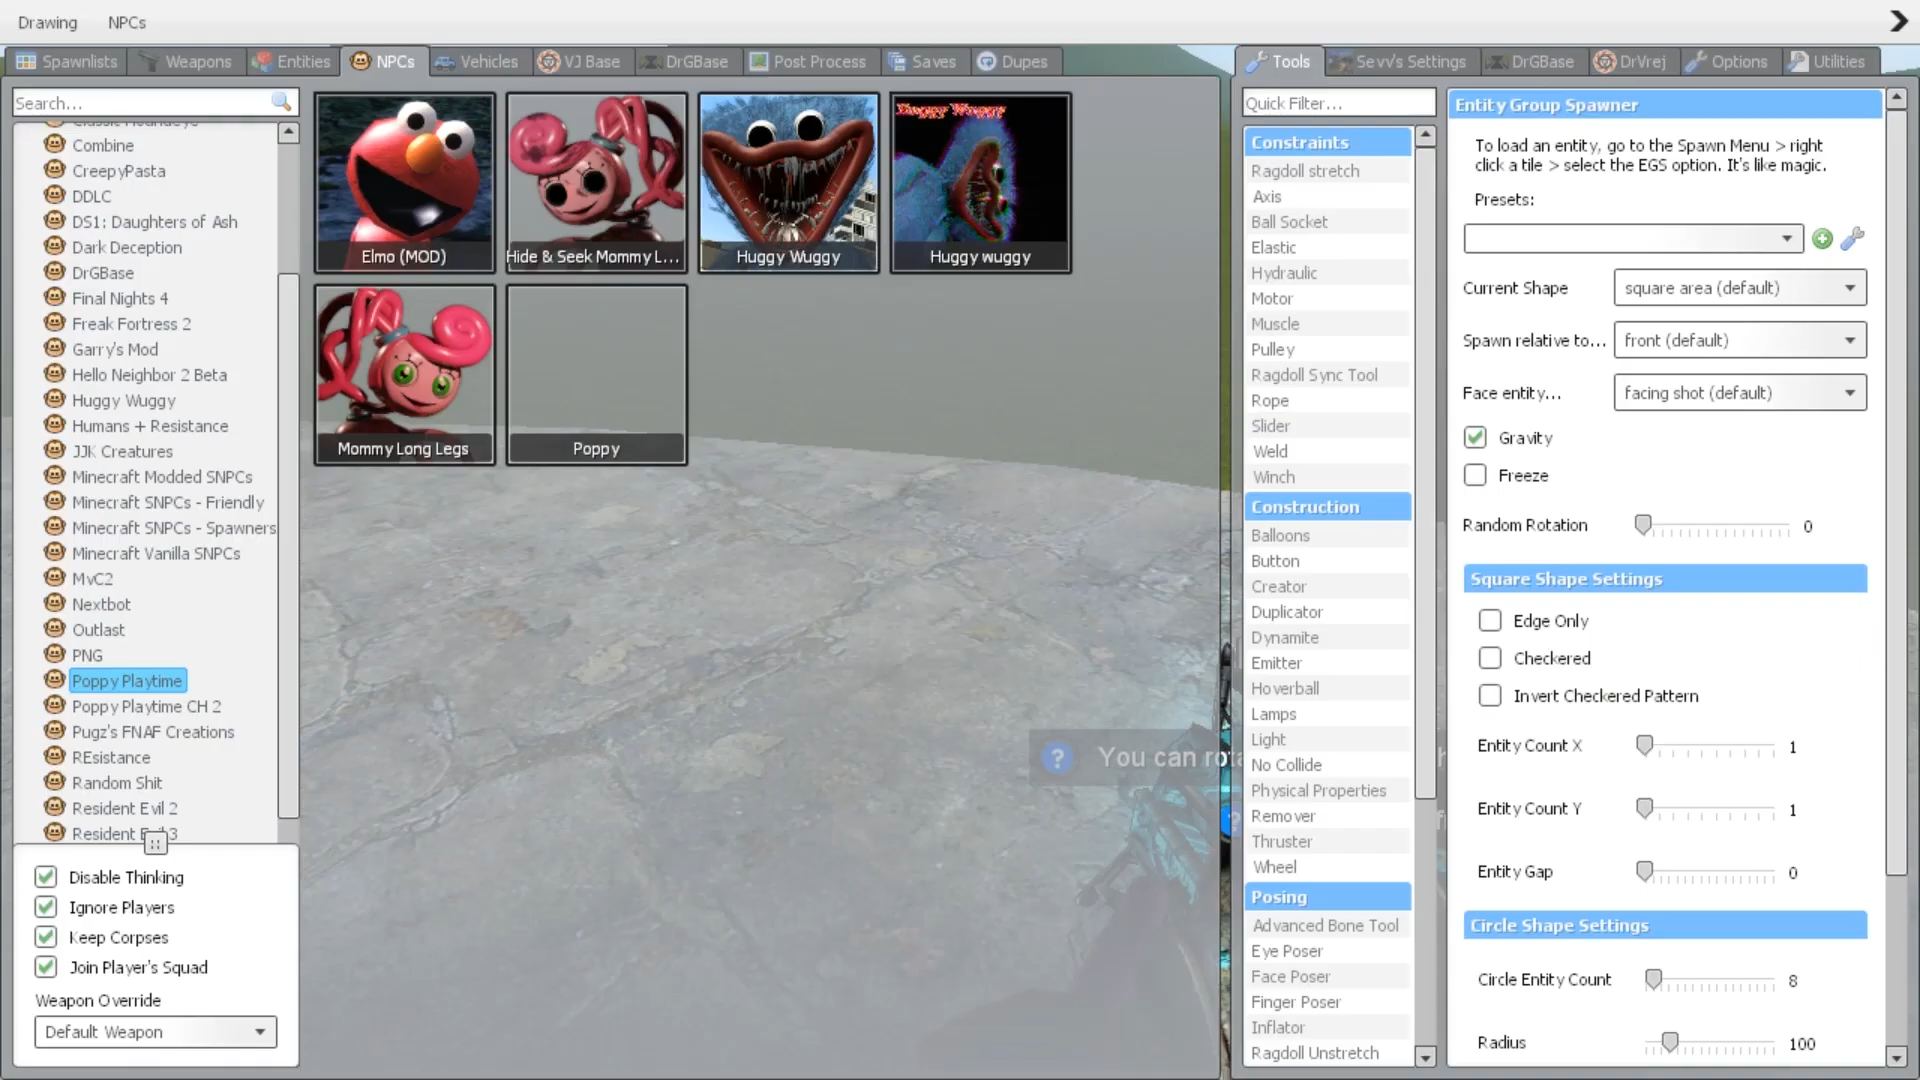 Drawing NPCs
Spawnlists Weapons Entities NPCs Vehicles VJ Base DrGBase Post Process Saves Dupes
Tools Sevv's Settings DrGBase DrVrej Options Utilities
Search...
Combine
CreepyPasta
DDLC
DS1: Daughters of Ash
Dark Deception
DrGBase
Final Nights 4
Freak Fortress 2
Garry's Mod
Hello Neighbor 2 Beta
Huggy Wuggy
Humans + Resistance
JJK Creatures
Minecraft Modded SNPCs
Minecraft SNPCs - Friendly
Minecraft SNPCs - Spawners
Minecraft Vanilla SNPCs
MvC2
Nextbot
Outlast
PNG
Poppy Playtime
Poppy Playtime CH 2
Pugz's FNAF Creations
REsistance
Random Shit
Resident Evil 2
Resident Evil 3
Disable Thinking
Ignore Players
Keep Corpses
Join Player's Squad
Weapon Override
Default Weapon
Elmo (MOD)
Hide & Seek Mommy L...
Huggy Wuggy
Huggy Wuggy
Huggy wuggy
Mommy Long Legs
Poppy
You can rot
Quick Filter...
Constraints
Ragdoll stretch
Axis
Ball Socket
Elastic
Hydraulic
Motor
Muscle
Pulley
Ragdoll Sync Tool
Rope
Slider
Weld
Winch
Construction
Balloons
Button
Creator
Duplicator
Dynamite
Emitter
Hoverball
Lamps
Light
No Collide
Physical Properties
Remover
Thruster
Wheel
Posing
Advanced Bone Tool
Eye Poser
Face Poser
Finger Poser
Inflator
Ragdoll Unstretch
Entity Group Spawner
To load an entity, go to the Spawn Menu > right
click a tile > select the EGS option. It's like magic.
Presets:
Current Shape square area (default)
Spawn relative to... front (default)
Face entity... facing shot (default)
Gravity
Freeze
Random Rotation 0
Square Shape Settings
Edge Only
Checkered
Invert Checkered Pattern
Entity Count X 1
Entity Count Y 1
Entity Gap 0
Circle Shape Settings
Circle Entity Count 8
Radius 100